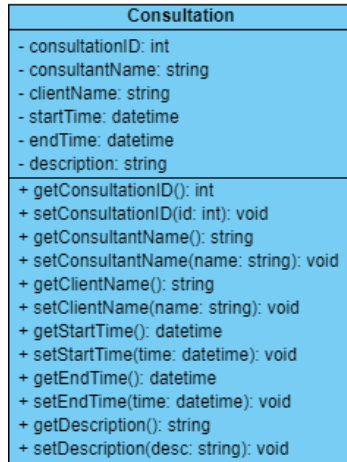 Consultation
- consultationID: int
- consultantName: string
- clientName: string
- startTime: datetime
- endTime: datetime
- description: string
+ getConsultationID(): int
+ setConsultationID(id: int): void
+ getConsultantName(): string
+ setConsultantName(name: string): void
+ getClientName(): string
+ setClientName(name: string): void
+ getStartTime(): datetime
+ setStartTime(time: datetime): void
+ getEndTime(): datetime
+ setEndTime(time: datetime): void
+ getDescription(): string
+ setDescription(desc: string): void